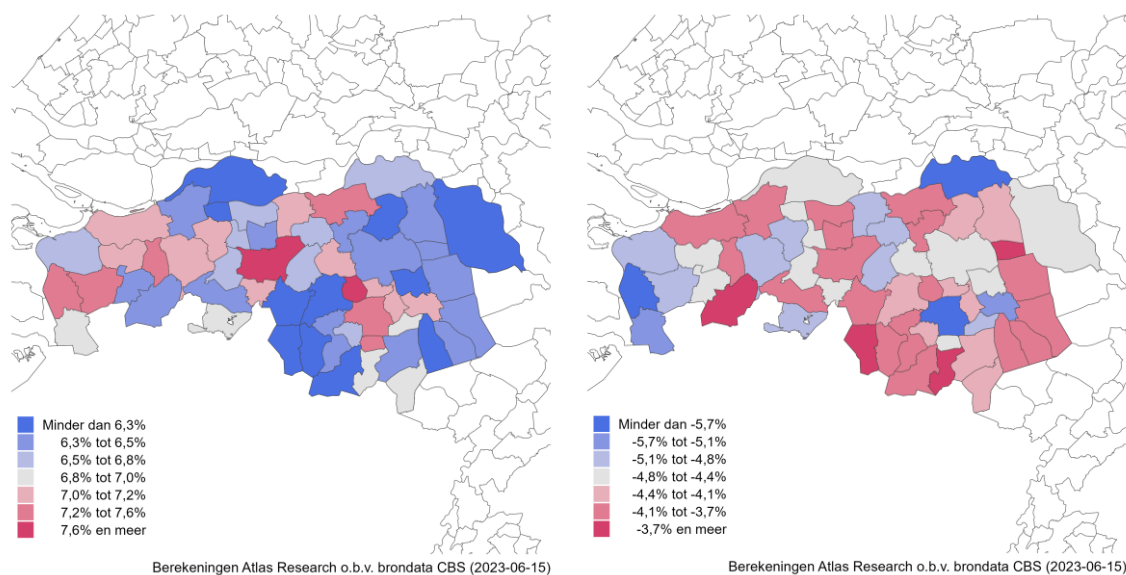 Minder dan 6,3%
6,3% tot 6,5%
6,5% tot 6,8%
6,8% tot 7,0%
7,0% tot 7,2%
7,2% tot 7,6%
7,6% en meer
Berekeningen Atlas Research o.b.v. brondata CBS (2023-06-15)
Minder dan -5,7%
-5,7% tot -5,1%
-5,1% tot -4,8%
-4,8% tot -4,4%
-4,4% tot -4,1%
-4,1% tot -3,7%
-3,7% en meer
Berekeningen Atlas Research o.b.v. brondata CBS (2023-06-15)